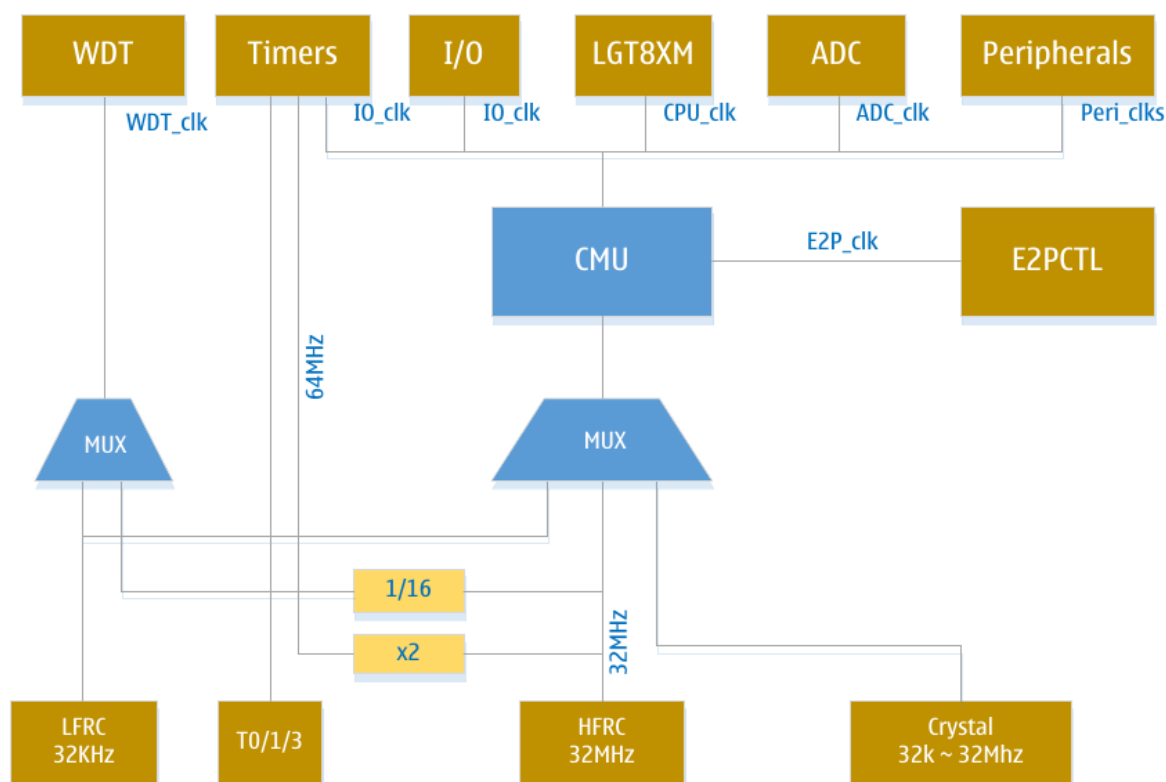 WDT
Timers
I/O
LGT8XM
ADC
Peripherals
WDT_clk
IO_clk
IO_clk
CPU_clk
ADC_clk
Peri_clks
CMU
E2P_clk
E2PCTL
64MHz
MUX
MUX
1/16
x2
32MHz
LFRC
32KHz
T0/1/3
HFRC
32MHz
Crystal
32k ~ 32Mhz